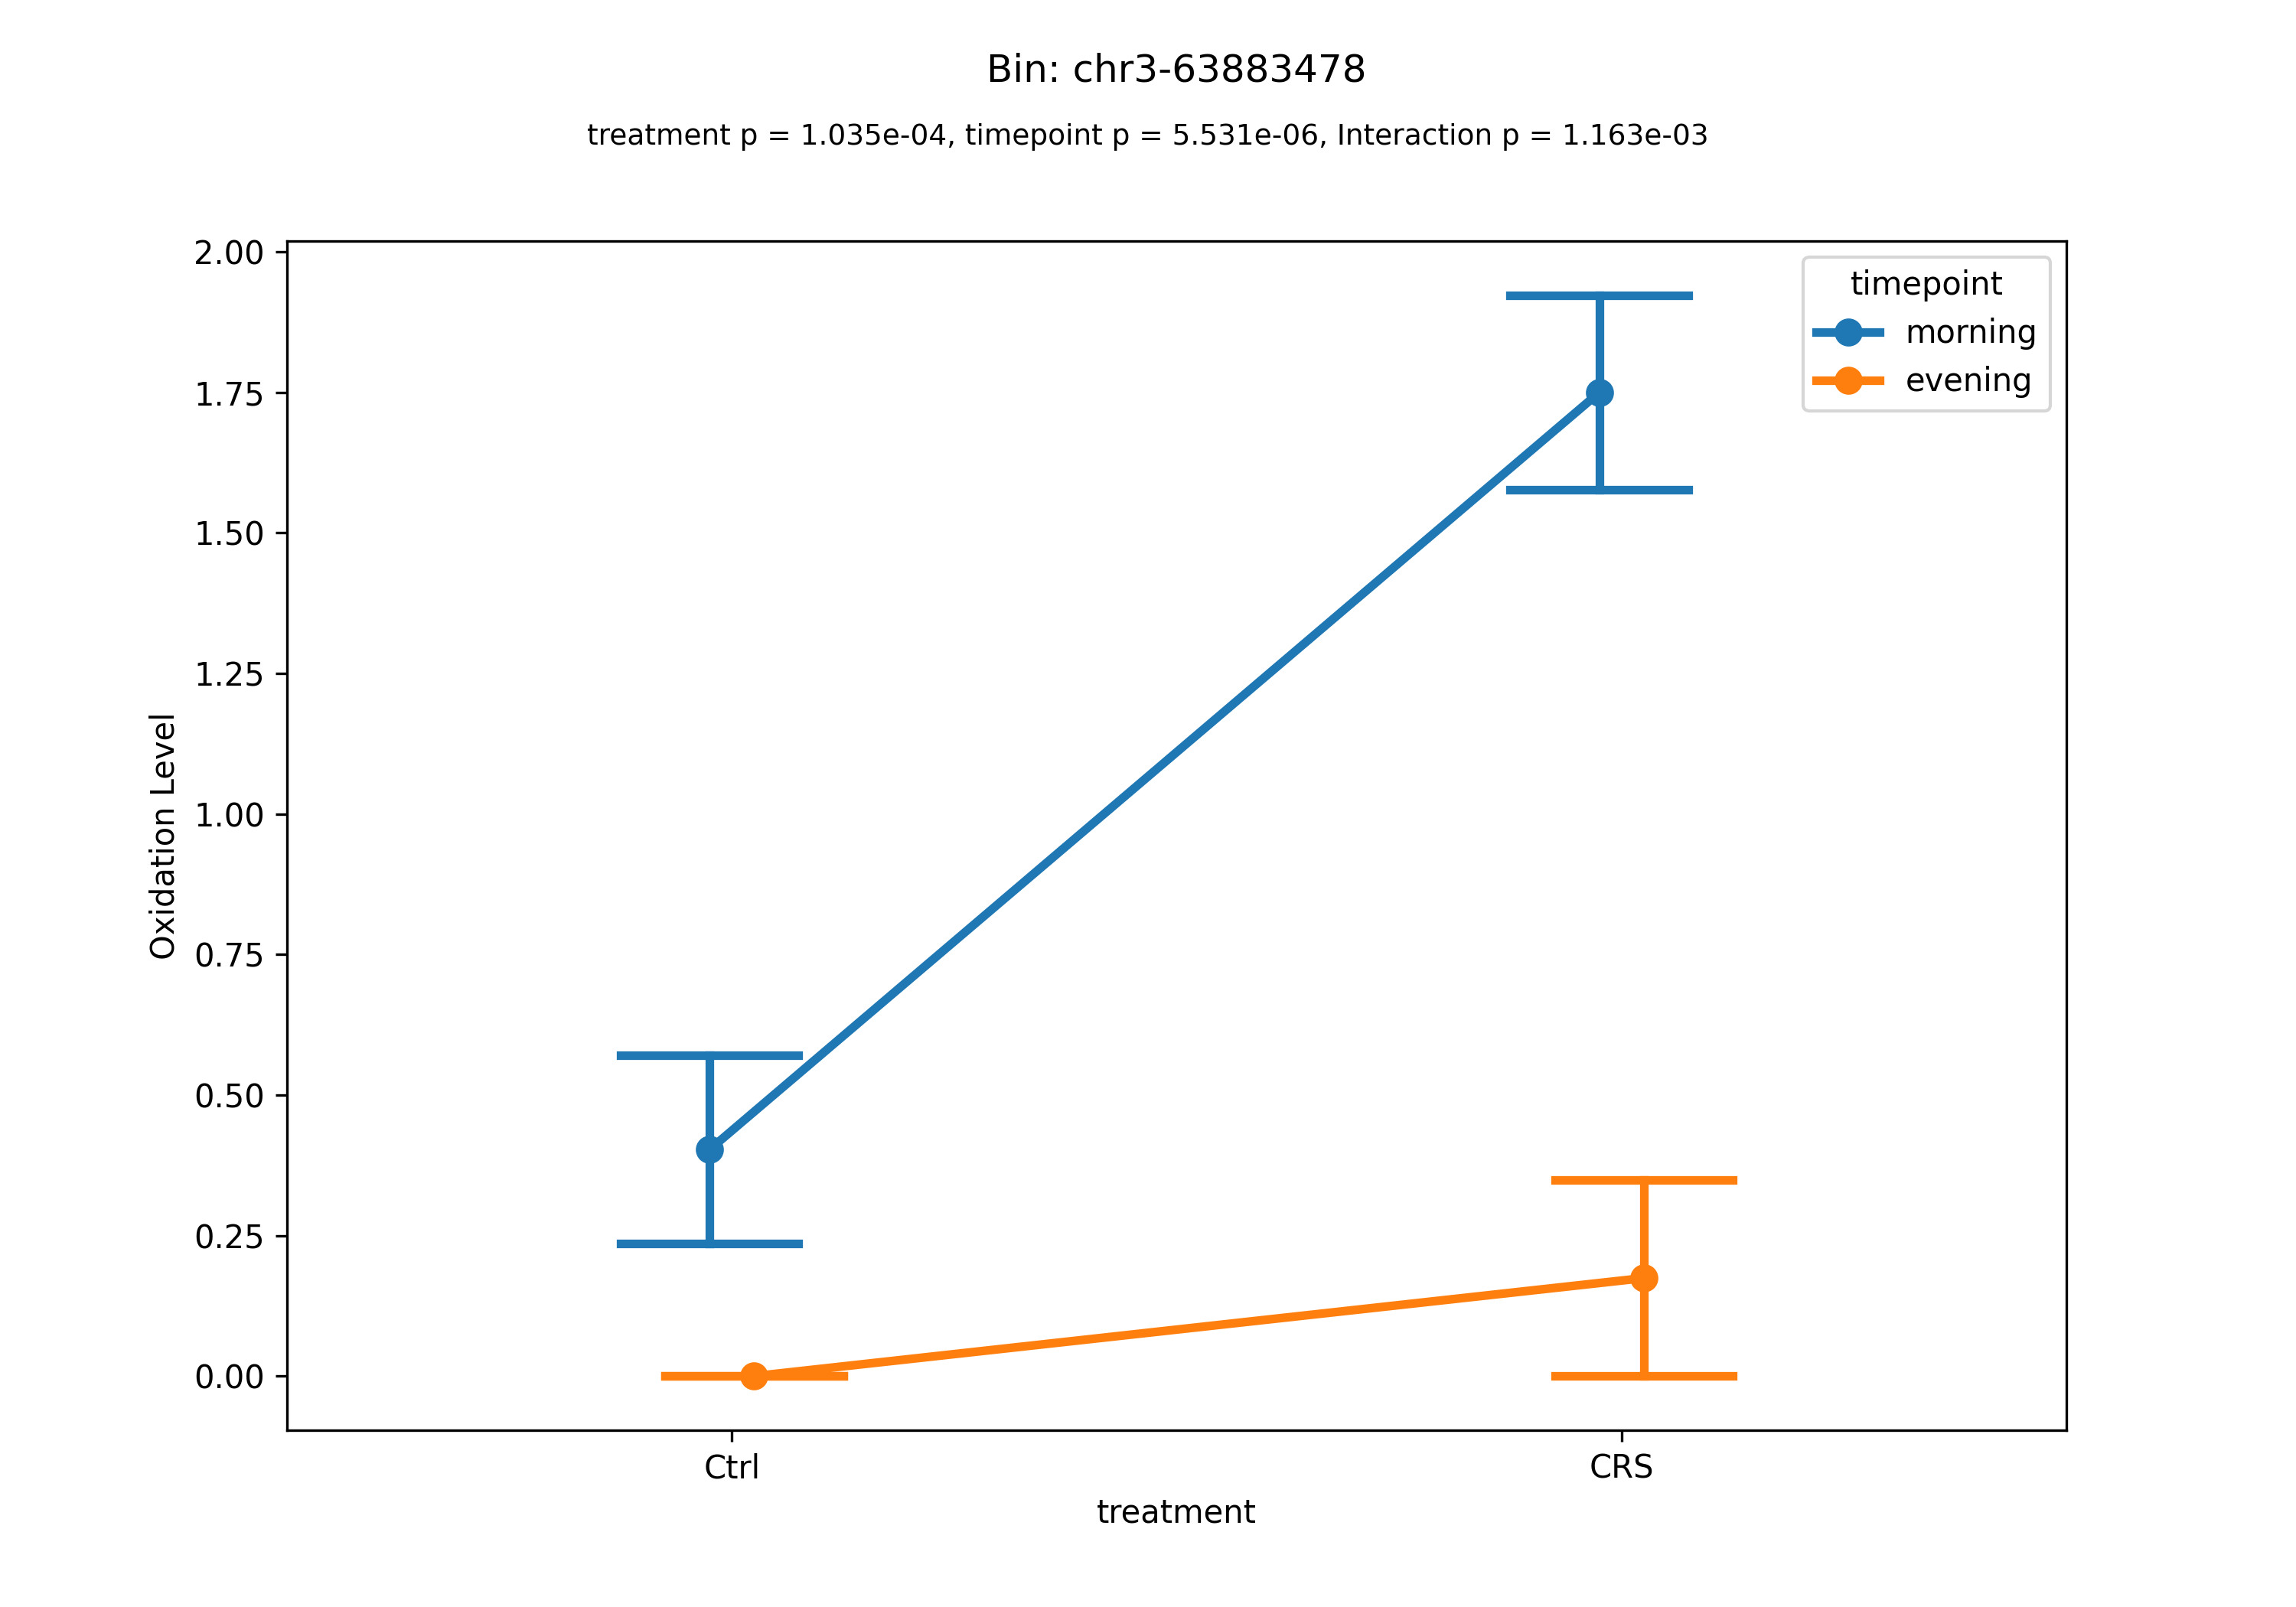 Bin: chr3-63883478
treatment p = 1.035e-04, timepoint p = 5.531e-06, Interaction p = 1.163e-03
timepoint
morning
evening
2.00
1.75
1.50
1.25
1.00
0.75
0.50
0.25
0.00
Oxidation Level
Ctrl
CRS
treatment